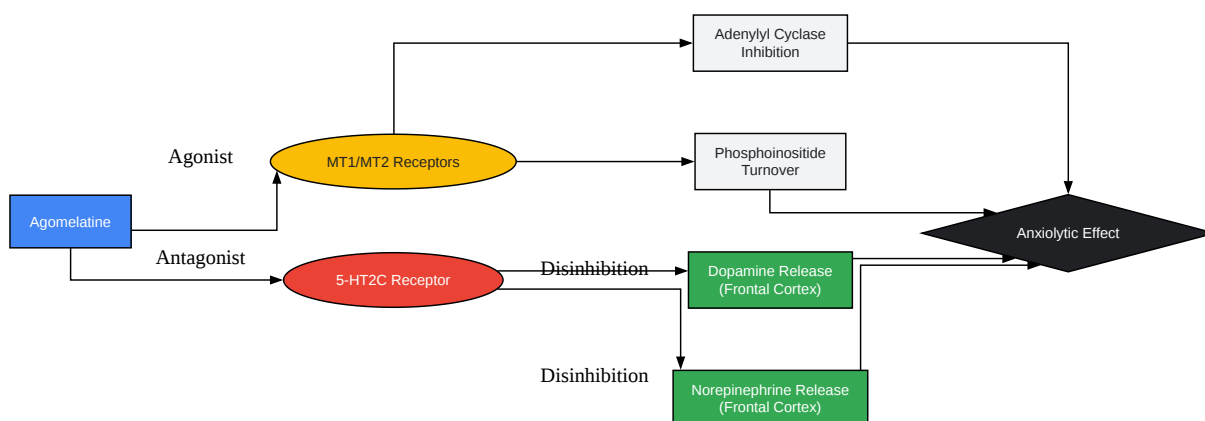 Adenylyl Cyclase
Inhibition
Agonist
MT1/MT2 Receptors
Phosphoinositide
Turnover
Agomelatine
Anxiolytic Effect
Antagonist
5-HT2C Receptor
Disinhibition
Dopamine Release
(Frontal Cortex)
Disinhibition
Norepinephrine Release
(Frontal Cortex)